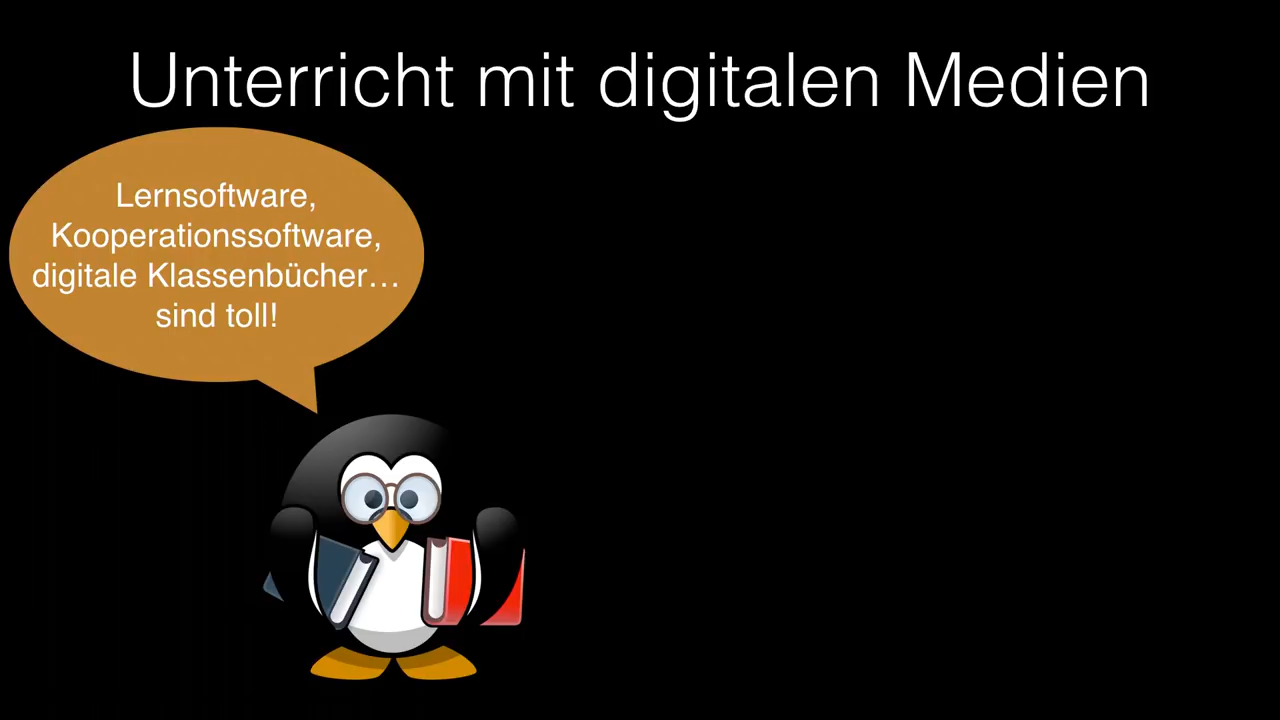 Unterricht mit digitalen Medien
Lernsoftware,
Kooperationssoftware,
digitale Klassenbücher…
sind toll!